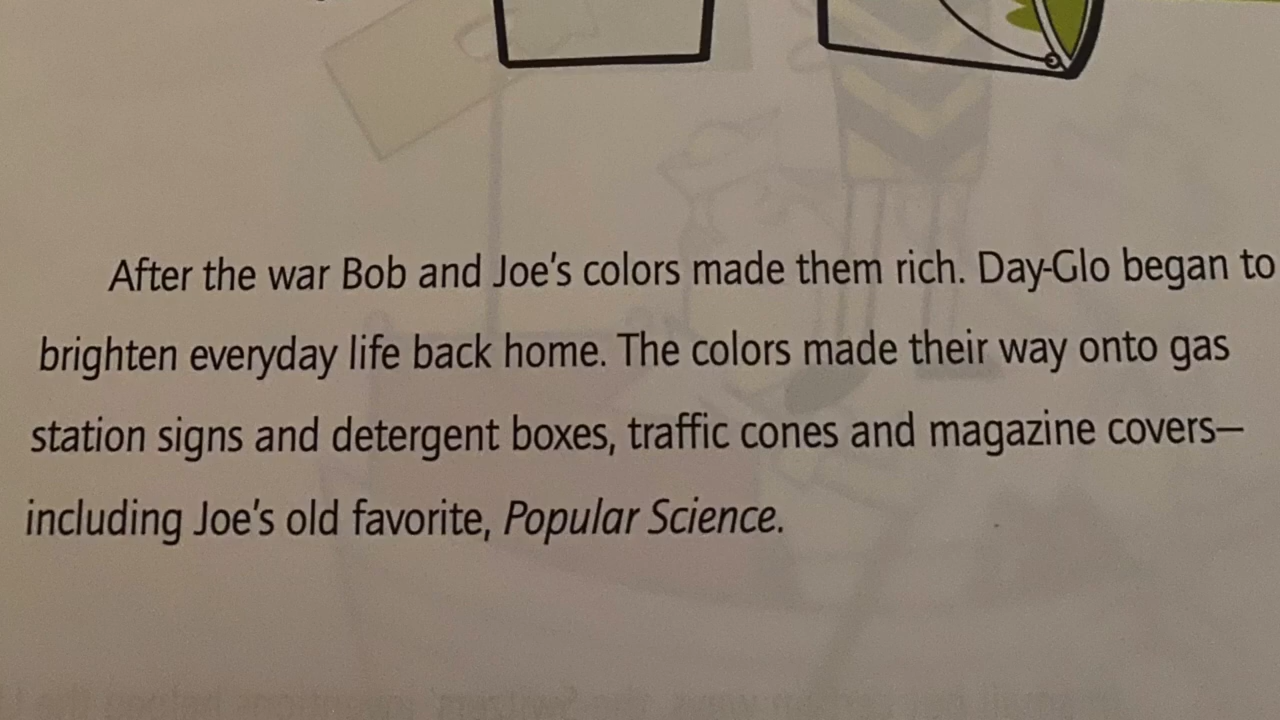 After the war Bob and Joe's colors made them rich. Day-Glo began to
brighten everyday life back home. The colors made their way onto gas
station signs and detergent boxes, traffic cones and magazine covers—
including Joe's old favorite, Popular Science.